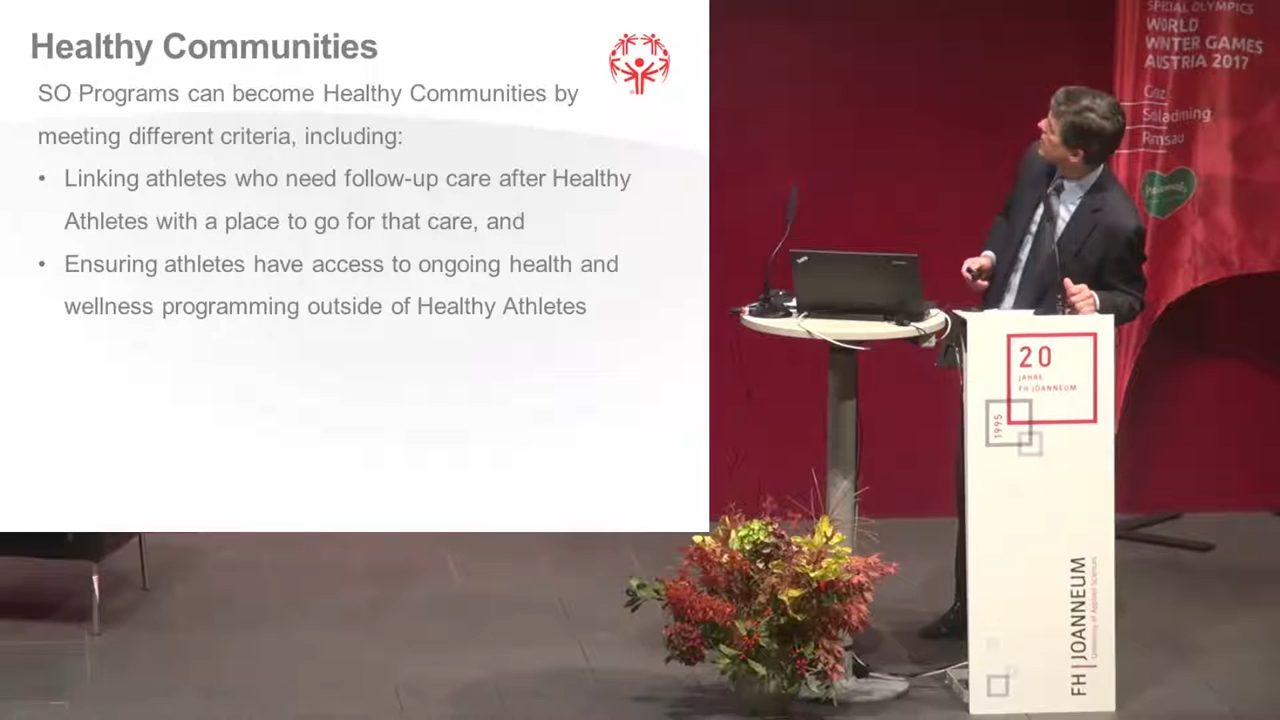 Healthy Communities
SO Programs can become Healthy Communities by
meeting different criteria, including:
• Linking athletes who need follow-up care after Healthy
Athletes with a place to go for that care, and
• Ensuring athletes have access to ongoing health and
wellness programming outside of Healthy Athletes
SPECIAL OLYMPICS
WORLD
WINTER GAMES
AUSTRIA 2017
Graz
Schladming
Ramsau
20
JAHRE
FH JOANNEUM
1995
FH | JOANNEUM
University of Applied Sciences